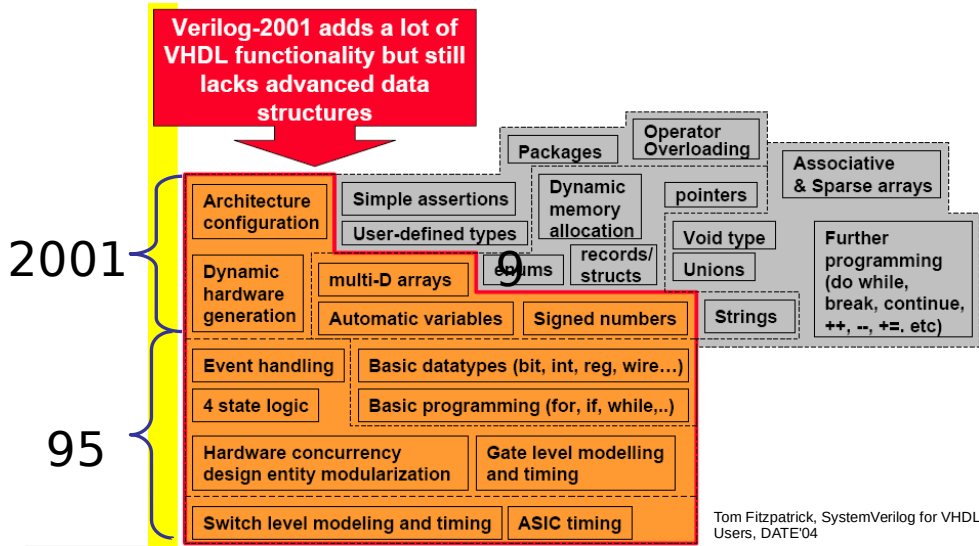 Verilog-2001 adds a lot of
VHDL functionality but still
lacks advanced data
structures
Packages
Operator
Overloading
Associative
& Sparse arrays
Architecture
configuration
Simple assertions
User-defined types
Dynamic
memory
allocation
pointers
2001
Dynamic
hardware
generation
multi-D arrays
enums
9
records/
structs
Void type
Unions
Further
programming
(do while,
break, continue,
++, --, +=. etc)
Automatic variables
Signed numbers
Strings
95
Event handling
Basic datatypes (bit, int, reg, wire…)
4 state logic
Basic programming (for, if, while,..)
Hardware concurrency
design entity modularization
Gate level modelling
and timing
Switch level modeling and timing
ASIC timing
Tom Fitzpatrick, SystemVerilog for VHDL
Users, DATE'04